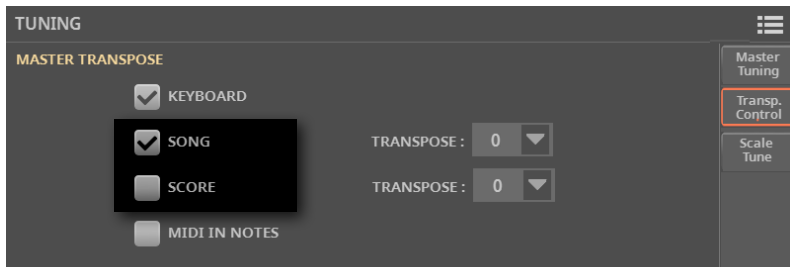 TUNING
MASTER TRANSPOSE
KEYBOARD
SONG TRANSPOSE : 0
SCORE TRANSPOSE : 0
MIDI IN NOTES
Master
Tuning
Transp.
Control
Scale
Tune